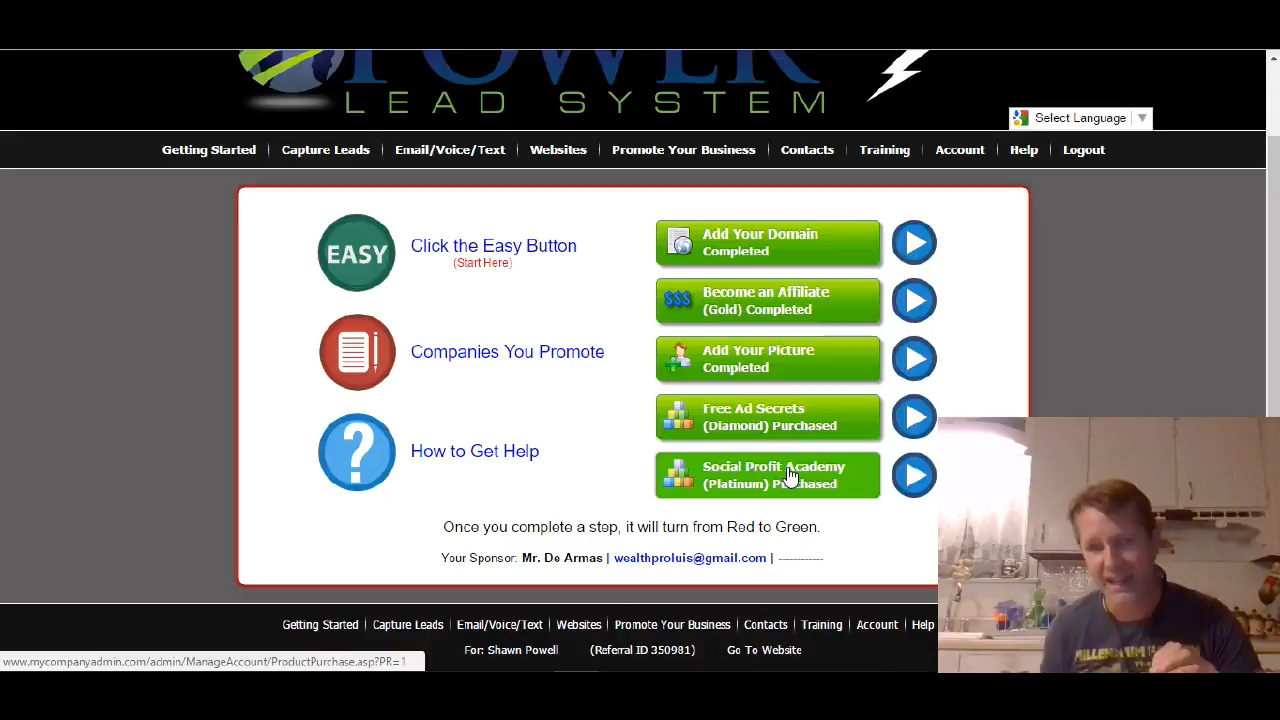 POWER
LEAD SYSTEM
Select Language
Getting Started
Capture Leads
Email/Voice/Text
Websites
Promote Your Business
Contacts
Training
Account
Help
Logout
EASY
Click the Easy Button
(Start Here)
Companies You Promote
?
How to Get Help
Add Your Domain
Completed
$$$
Become an Affiliate
(Gold) Completed
Add Your Picture
Completed
Free Ad Secrets
(Diamond) Purchased
Social Profit Academy
(Platinum) Purchased
Once you complete a step, it will turn from Red to Green.
Your Sponsor: Mr. De Armas | wealthproluis@gmail.com | ------------
Getting Started
Capture Leads
Email/Voice/Text
Websites
Promote Your Business
Contacts
Training
Account
Help
For: Shawn Powell
(Referral ID 350981)
Go To Website
www.mycompanyadmin.com/admin/ManageAccount/ProductPurchase.asp?PR=1
MILLENNIUM